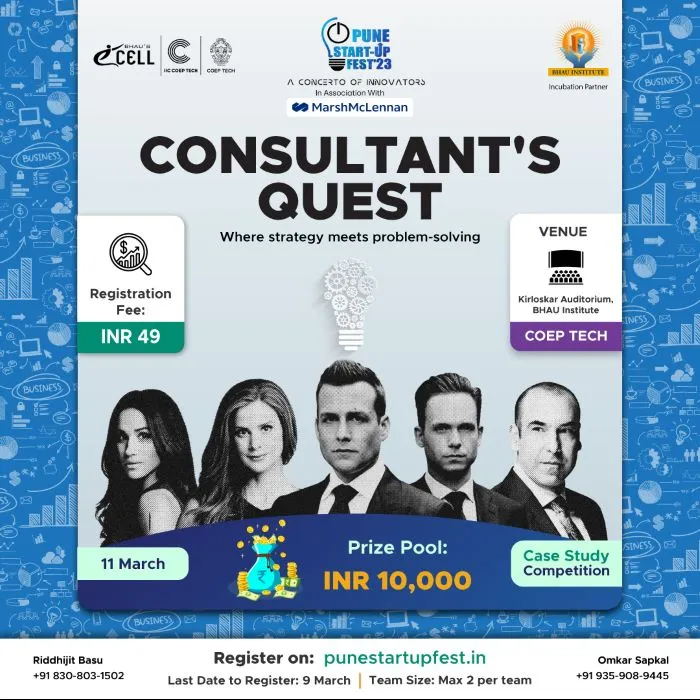 BHAU'S
CELL
IIC COEP TECH
COEP TECH
PUNE
START-UP
FEST'23
A CONCERTO OF INNOVATORS
In Association With
MarshMcLennan
BHAU INSTITUTE
Incubation Partner
CONSULTANT'S
QUEST
Where strategy meets problem-solving
Registration
Fee:
INR 49
VENUE
Kirloskar Auditorium,
BHAU Institute
COEP TECH
BUSINESS
BUSINESS
BUSINESS
BUSINESS
11 March
Prize Pool:
INR 10,000
Case Study
Competition
Riddhijit Basu
+91 830-803-1502
Register on: punestartupfest.in
Last Date to Register: 9 March | Team Size: Max 2 per team
Omkar Sapkal
+91 935-908-9445